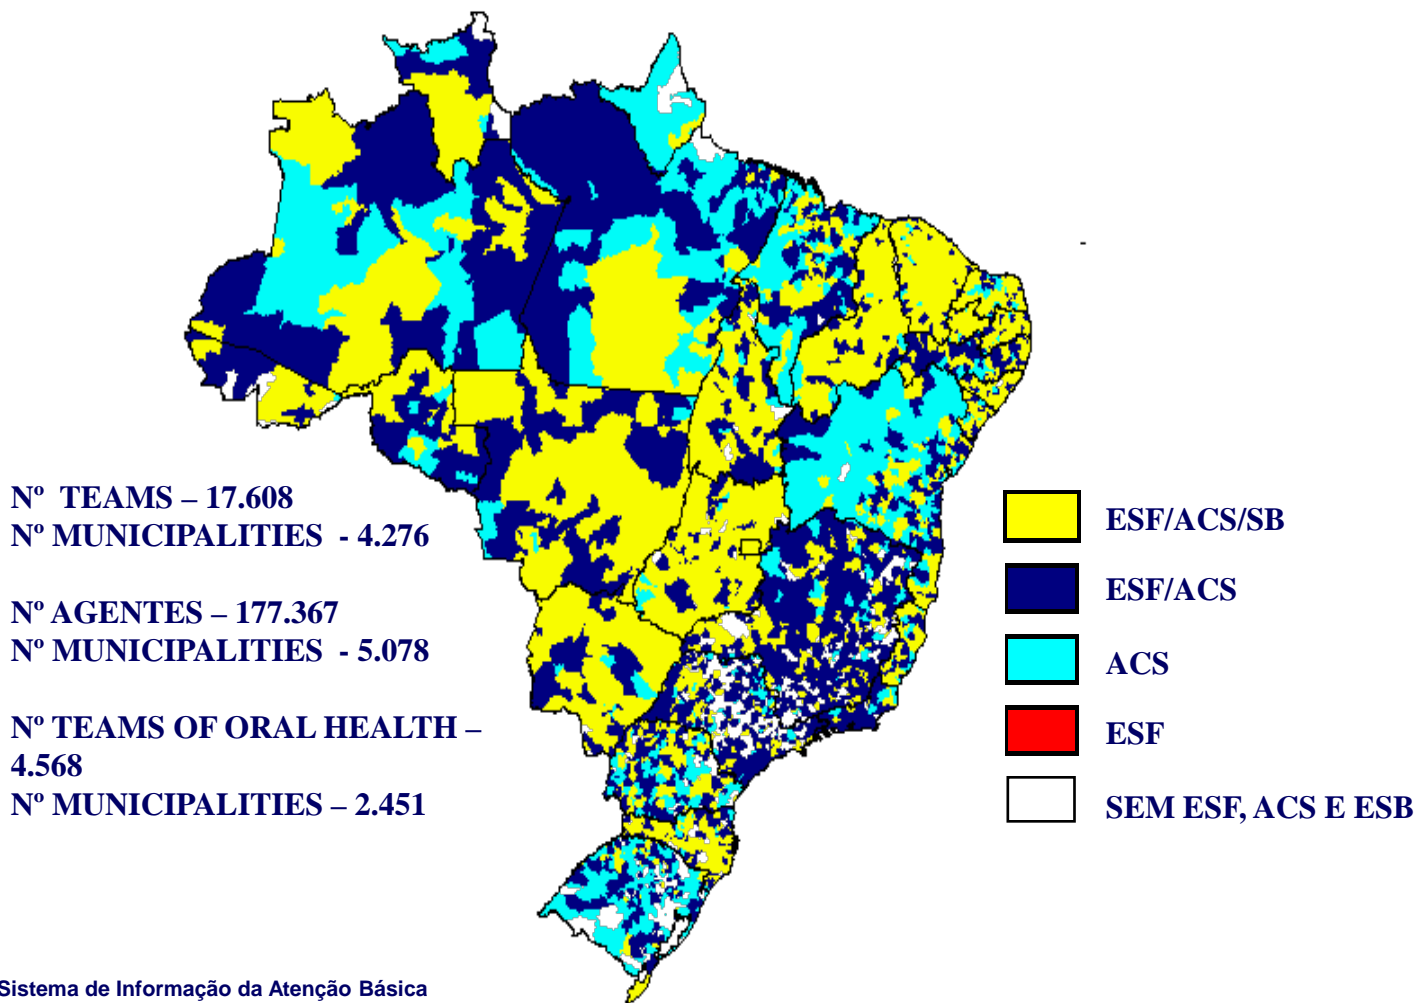 Nº TEAMS – 17.608
Nº MUNICIPALITIES - 4.276
Nº AGENTES – 177.367
Nº MUNICIPALITIES - 5.078
Nº TEAMS OF ORAL HEALTH –
4.568
Nº MUNICIPALITIES – 2.451
ESF/ACS/SB
ESF/ACS
ACS
ESF
SEM ESF, ACS E ESB
Sistema de Informação da Atenção Básica